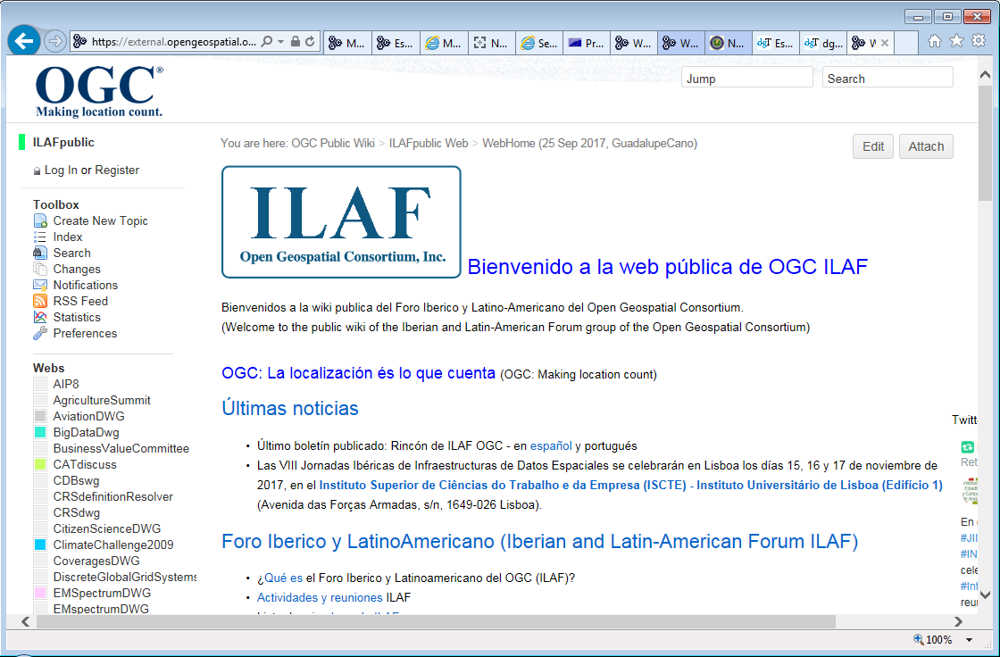 https://external.opengeospatial.o...
M...
Es...
M...
N...
Se...
Pr...
W...
W...
N...
Es...
dg...
OGC®
Making location count.
Jump
Search
ILAFpublic
Log In or Register
Toolbox
Create New Topic
Index
Search
Changes
Notifications
RSS Feed
Statistics
Preferences
Webs
AIP8
AgricultureSummit
AviationDWG
BigDataDwg
BusinessValueCommittee
CATdiscuss
CDBswg
CRSdefinitionResolver
CRSdwg
CitizenScienceDWG
ClimateChallenge2009
CoveragesDWG
DiscreteGlobalGridSystems
EMSpectrumDWG
EMspectrumDWG
You are here: OGC Public Wiki > ILAFpublic Web > WebHome (25 Sep 2017, GuadalupeCano)
Edit
Attach
ILAF
Open Geospatial Consortium, Inc.
Bienvenido a la web pública de OGC ILAF
Bienvenidos a la wiki publica del Foro Iberico y Latino-Americano del Open Geospatial Consortium.
(Welcome to the public wiki of the Iberian and Latin-American Forum group of the Open Geospatial Consortium)
OGC: La localización és lo que cuenta (OGC: Making location count)
Últimas noticias
• Último boletín publicado: Rincón de ILAF OGC - en español y portugués
• Las VIII Jornadas Ibéricas de Infraestructuras de Datos Espaciales se celebrarán en Lisboa los días 15, 16 y 17 de noviembre de
2017, en el Instituto Superior de Ciências do Trabalho e da Empresa (ISCTE) - Instituto Universitário de Lisboa (Edifício 1)
(Avenida das Forças Armadas, s/n, 1649-026 Lisboa).
Foro Iberico y LatinoAmericano (Iberian and Latin-American Forum ILAF)
• ¿Qué es el Foro Iberico y Latinoamericano del OGC (ILAF)?
• Actividades y reuniones ILAF
Twitt
Ret
En
#JII
#IN
cele
#Inf
reu
100%